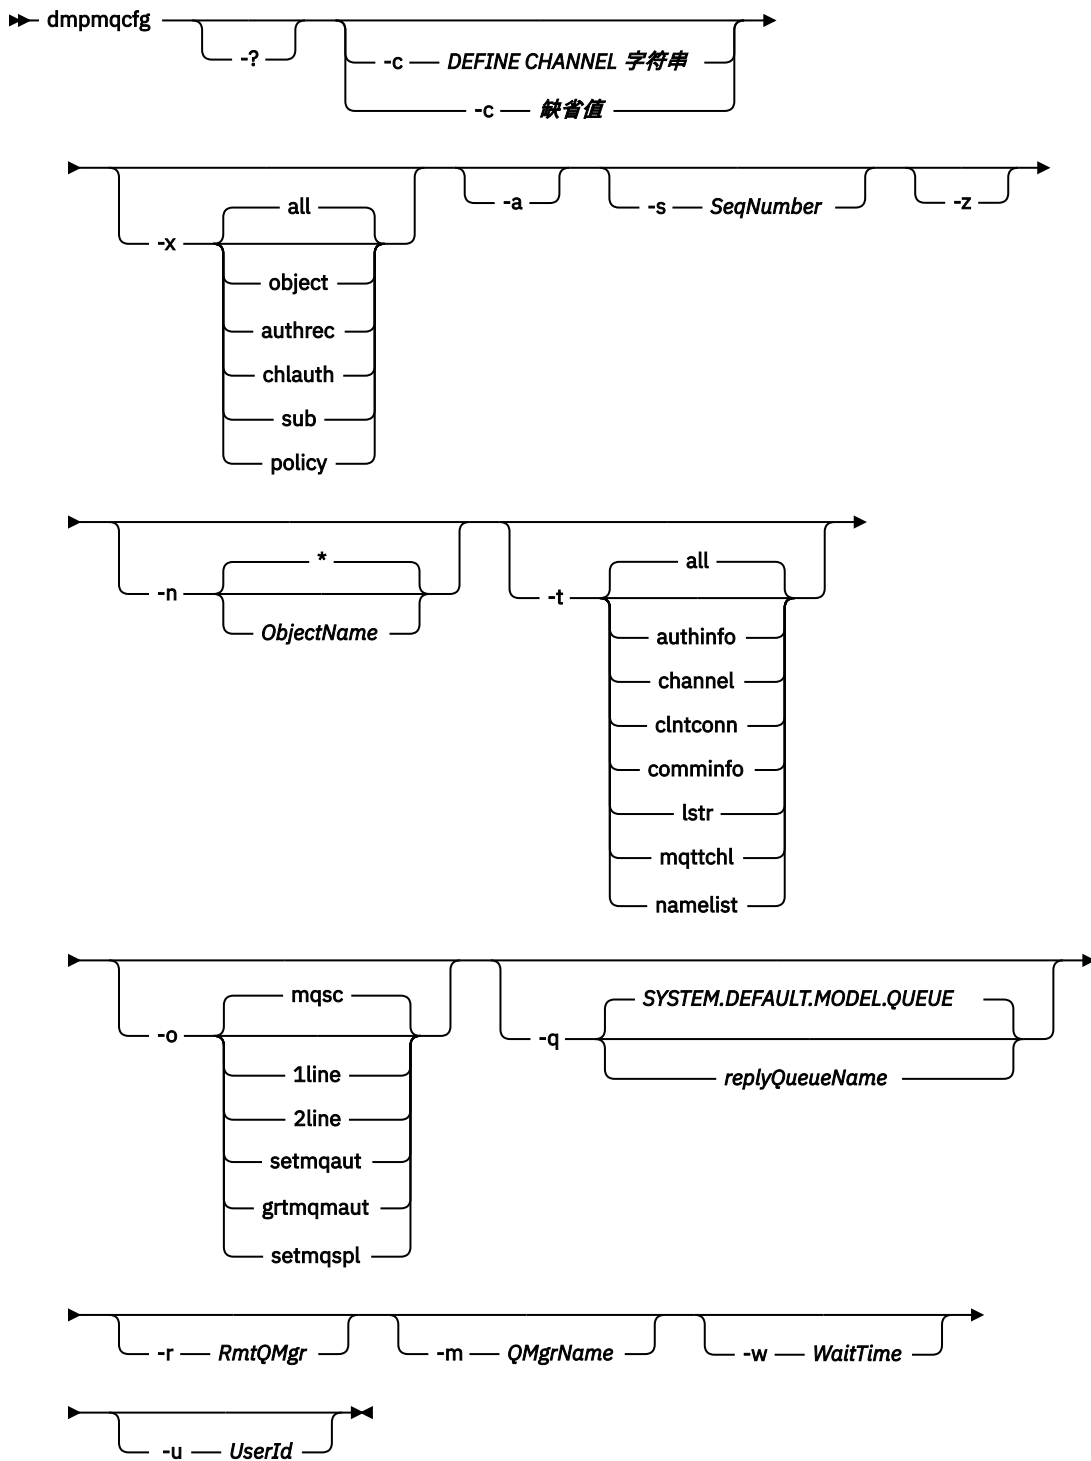 dmpmqcfg
-?
-c DEFINE CHANNEL 字符串
-c 缺省值
-x
all
object
authrec
chlauth
sub
policy
-a
-s SeqNumber
-z
-n
*
ObjectName
-t
all
authinfo
channel
clntconn
comminfo
lstr
mqttchl
namelist
-o
mqsc
1line
2line
setmqaut
grtmqmaut
setmqspl
-q
SYSTEM.DEFAULT.MODEL.QUEUE
replyQueueName
-r RmtQMgr
-m QMgrName
-w WaitTime
-u UserId